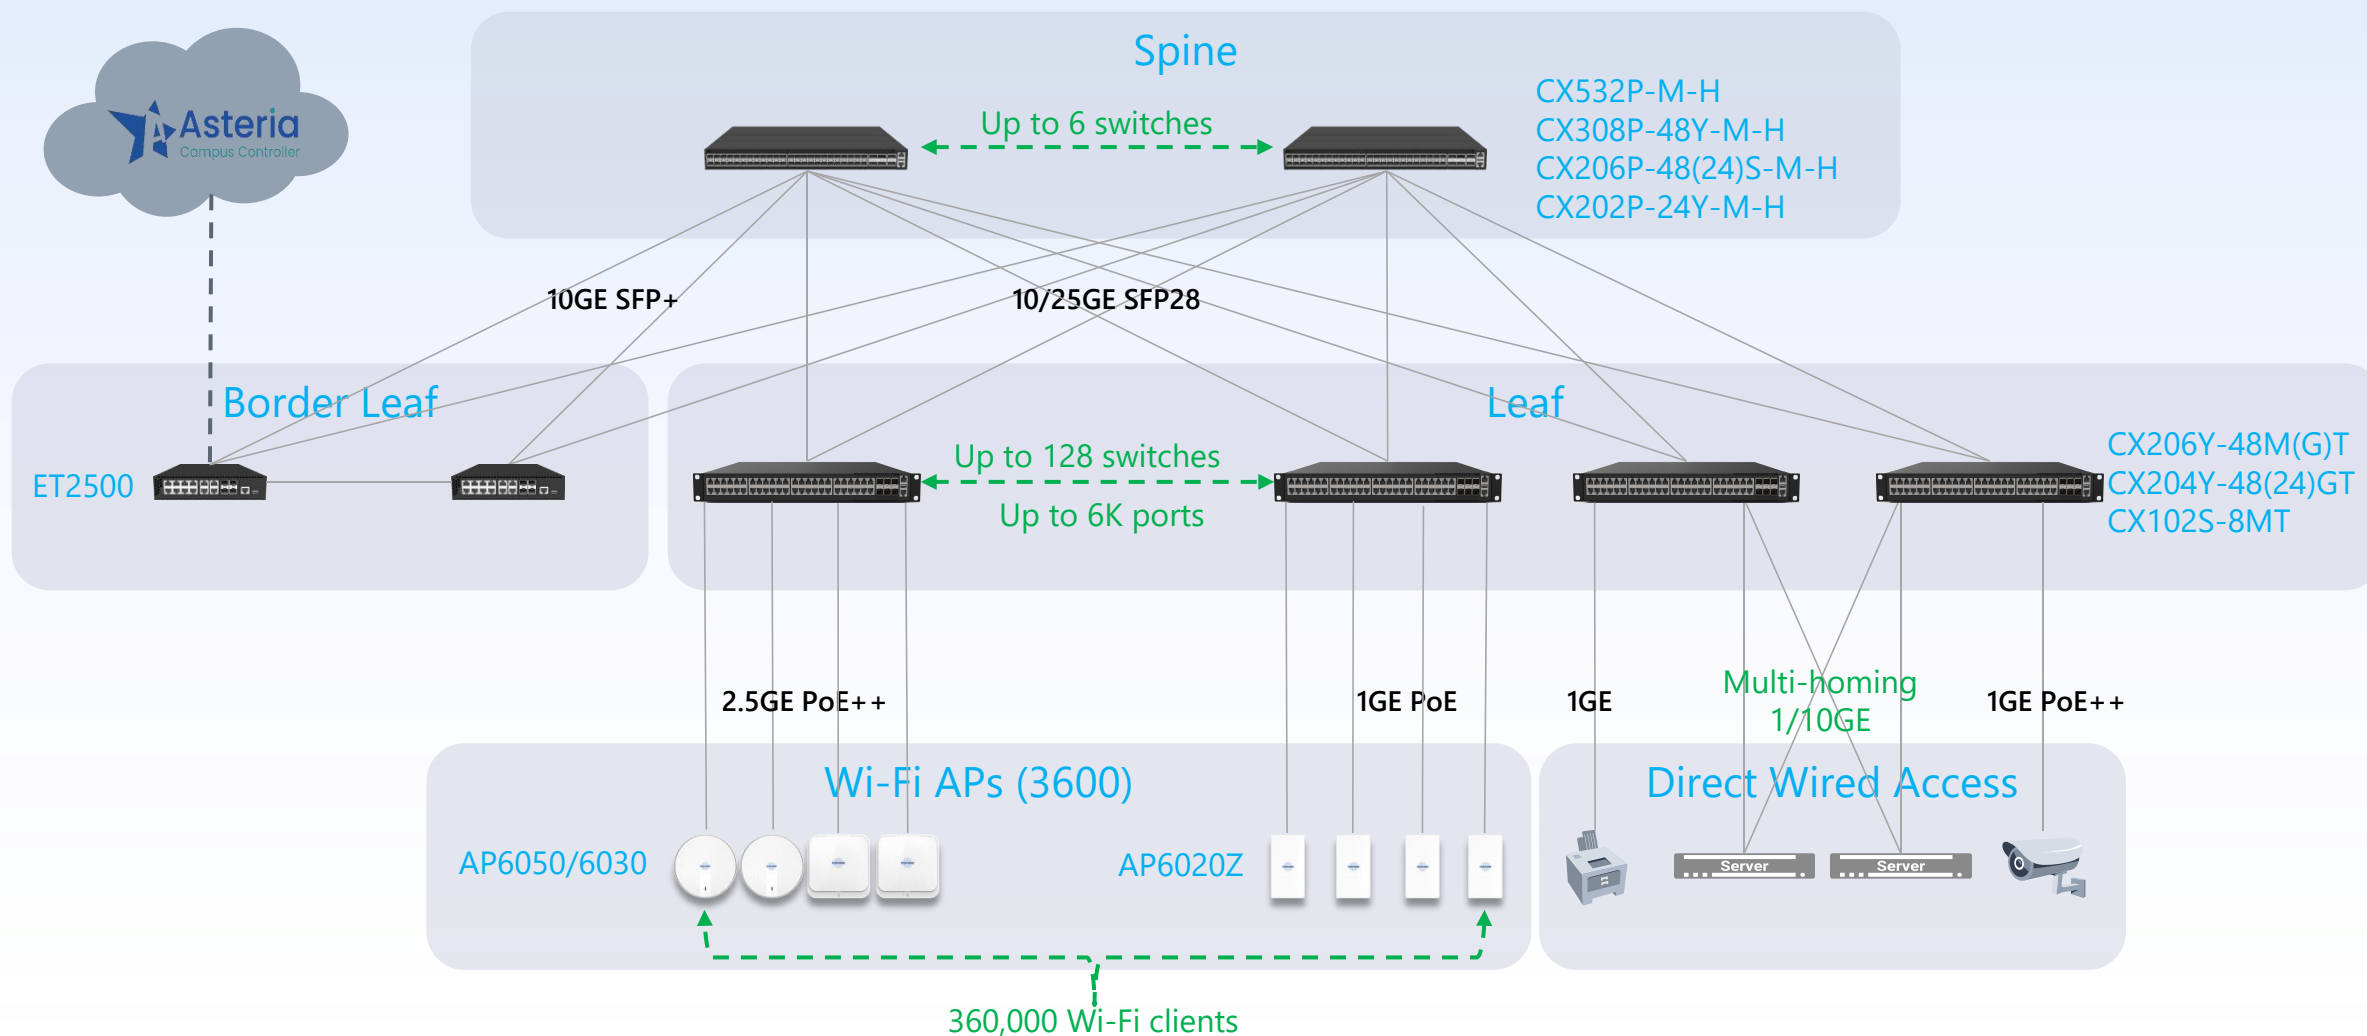 Spine
Asteria
Campus Controller
Up to 6 switches
CX532P-M-H
CX308P-48Y-M-H
CX206P-48(24)S-M-H
CX202P-24Y-M-H
10GE SFP+
10/25GE SFP28
Border Leaf
Leaf
ET2500
Up to 128 switches
Up to 6K ports
CX206Y-48M(G)T
CX204Y-48(24)GT
CX102S-8MT
2.5GE PoE++
1GE PoE
1GE
Multi-homing
1/10GE
1GE PoE++
Wi-Fi APs (3600)
Direct Wired Access
AP6050/6030
AP6020Z
Server
Server
360,000 Wi-Fi clients